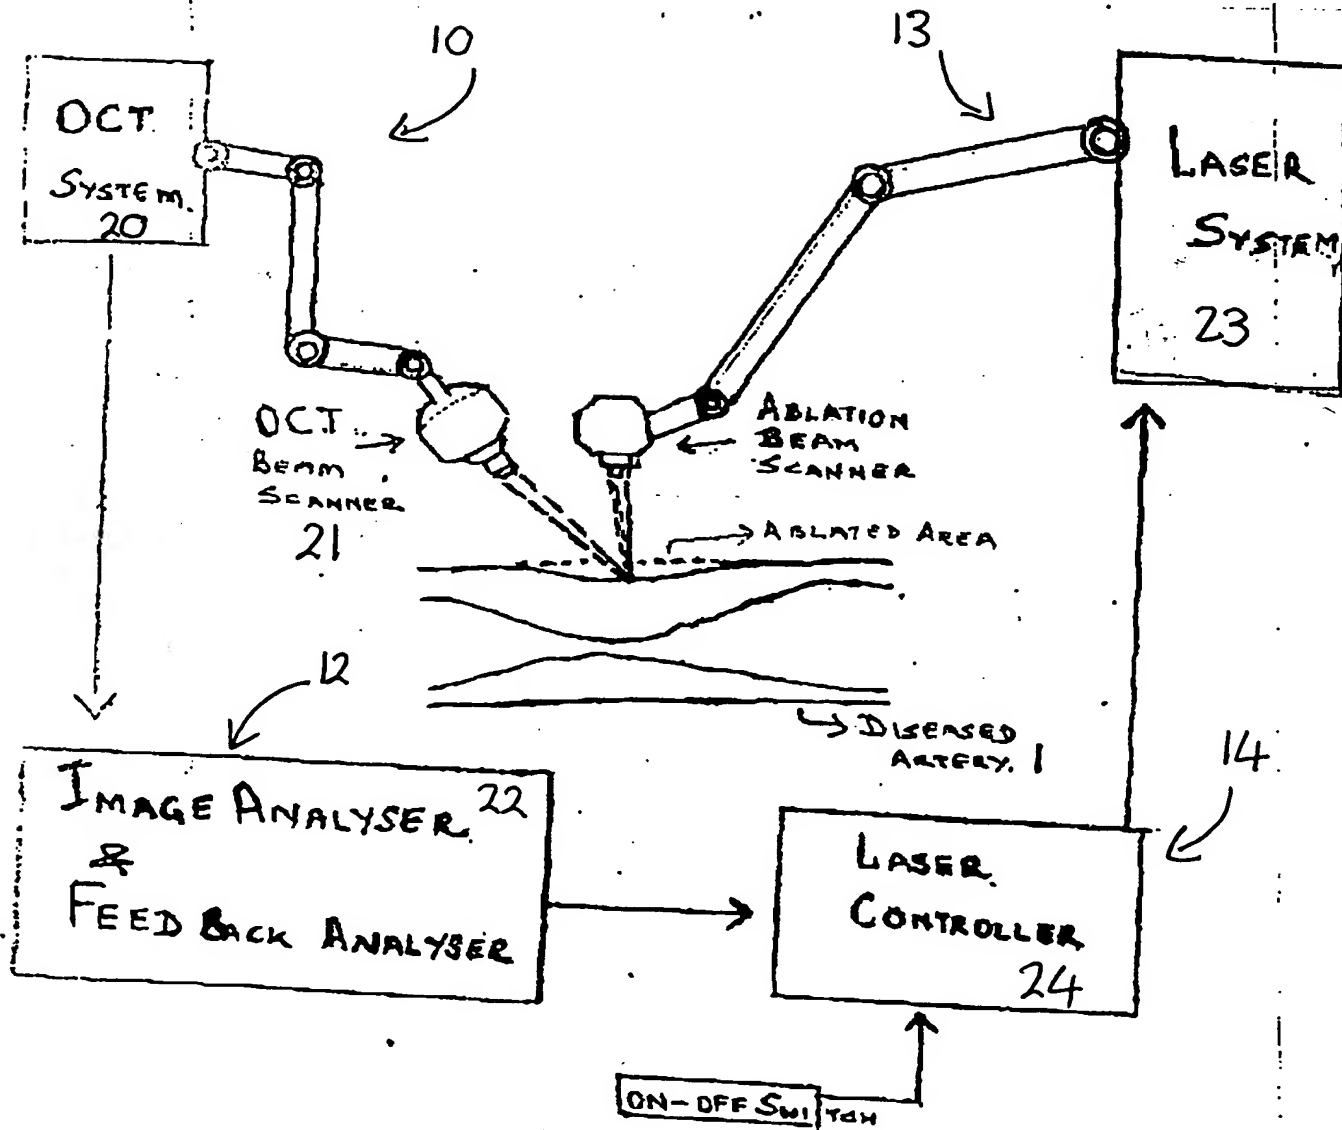 10
13
OCT
SYSTEM.
20
LASER
SYSTEM
23
OCT.
BEAM
SCANNER
21
ABLATION
BEAM
SCANNER
ABLATED AREA
12
DISEASED
ARTERY. 1
14
IMAGE ANALYSER. 22
&
FEED BACK ANALYSER
LASER.
CONTROLLER
24
ON-OFF SWITCH